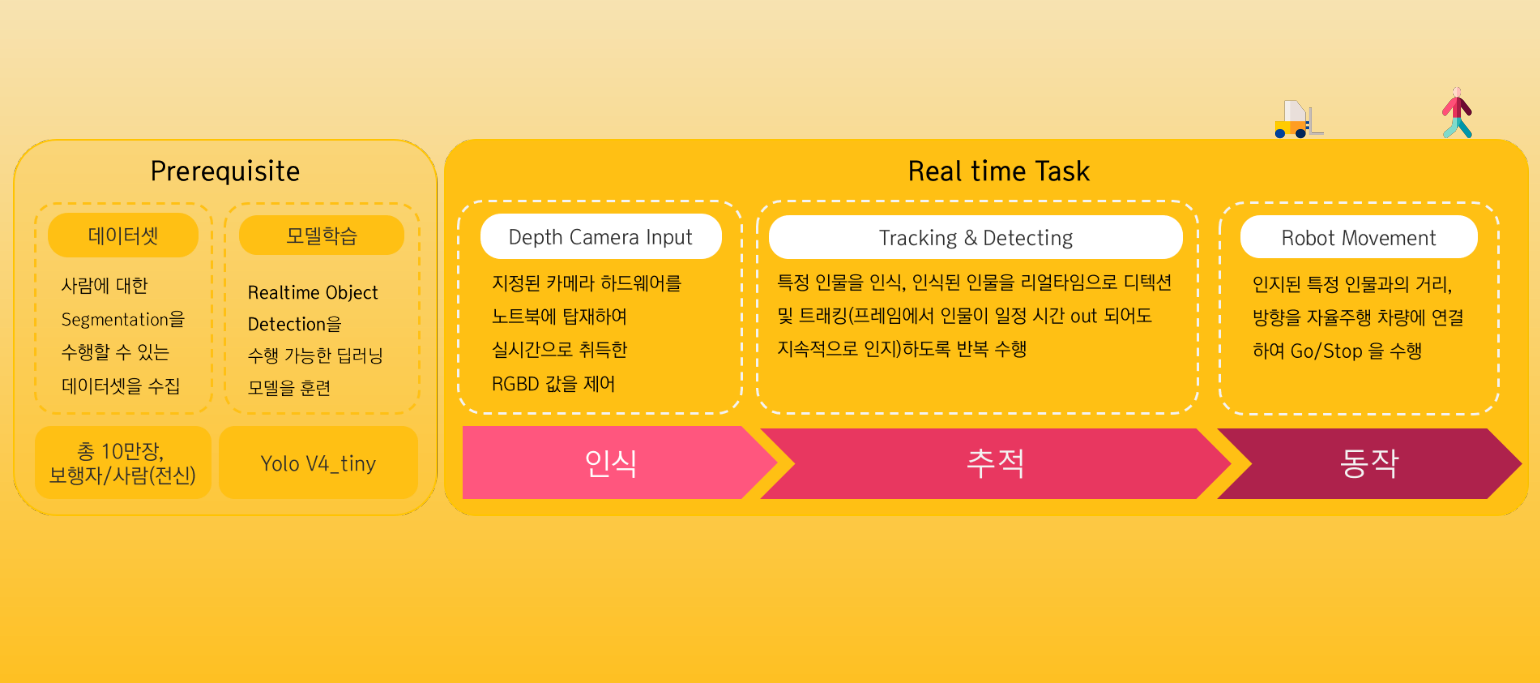 Prerequisite
데이터셋
사람에 대한
Segmentation을
수행할 수 있는
데이터셋을 수집
총 10만장,
보행자/사람(전신)
모델학습
Realtime Object
Detection을
수행 가능한 딥러닝
모델을 훈련
Yolo V4_tiny
Real time Task
Depth Camera Input
지정된 카메라 하드웨어를
노트북에 탑재하여
실시간으로 취득한
RGBD 값을 제어
인식
Tracking & Detecting
특정 인물을 인식, 인식된 인물을 리얼타임으로 디텍션
및 트래킹(프레임에서 인물이 일정 시간 out 되어도
지속적으로 인지)하도록 반복 수행
추적
Robot Movement
인지된 특정 인물과의 거리,
방향을 자율주행 차량에 연결
하여 Go/Stop 을 수행
동작